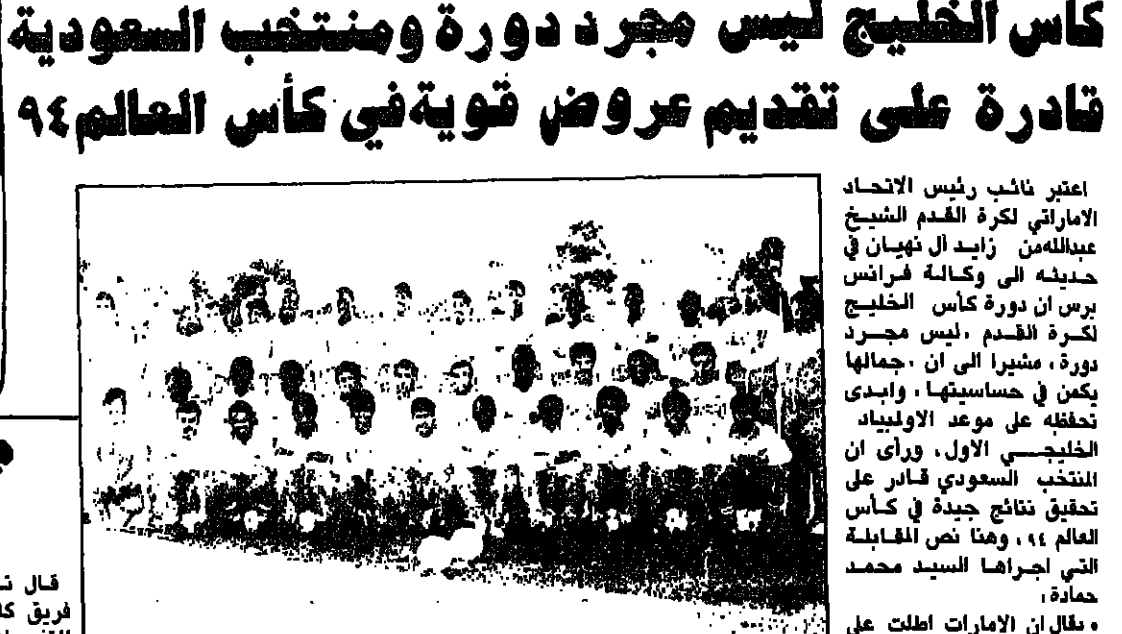 كأس الخليج ليس مجرد دورة ومنتخب السعودية
قادرة على تقديم عروض قوية في كأس العالم ٩٤
اعتبر نائب رئيس الاتحاد
الاماراتي لكرة القدم الشيخ
عبدالله من زايد آل نهيان في
حديثه الى وكالة فرانس
برس ان دورة كأس الخليج
لكرة القدم ,ليس مجرد
دورة, مشيرا الى ان ,جمالها
يكمن في حساسيتها, وابدى
تحفظه على موعد الاولبياد
الخليجي الاول, ورأى ان
المنتخب السعودي قادر على
تحقيق نتائج جيدة في كأس
العالم ٩٤, وهنا نص المقابلة
التي اجراها السيد محمد
حمادة,
• يقال ان الامارات اطلت على
قال
فريق